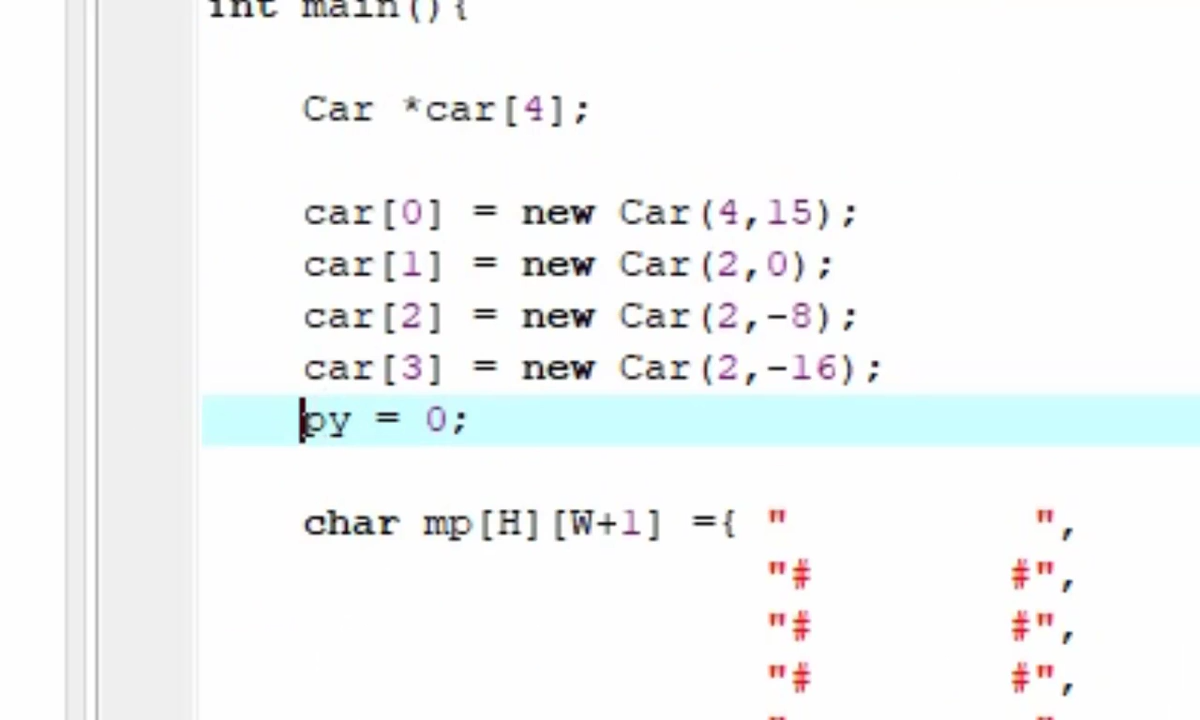 int main(){
Car *car[4];
car[0] = new Car(4,15);
car[1] = new Car(2,0);
car[2] = new Car(2,-8);
car[3] = new Car(2,-16);
py = 0;
char mp[H][W+1] ={ "          ",
"#        #",
"#        #",
"#        #",